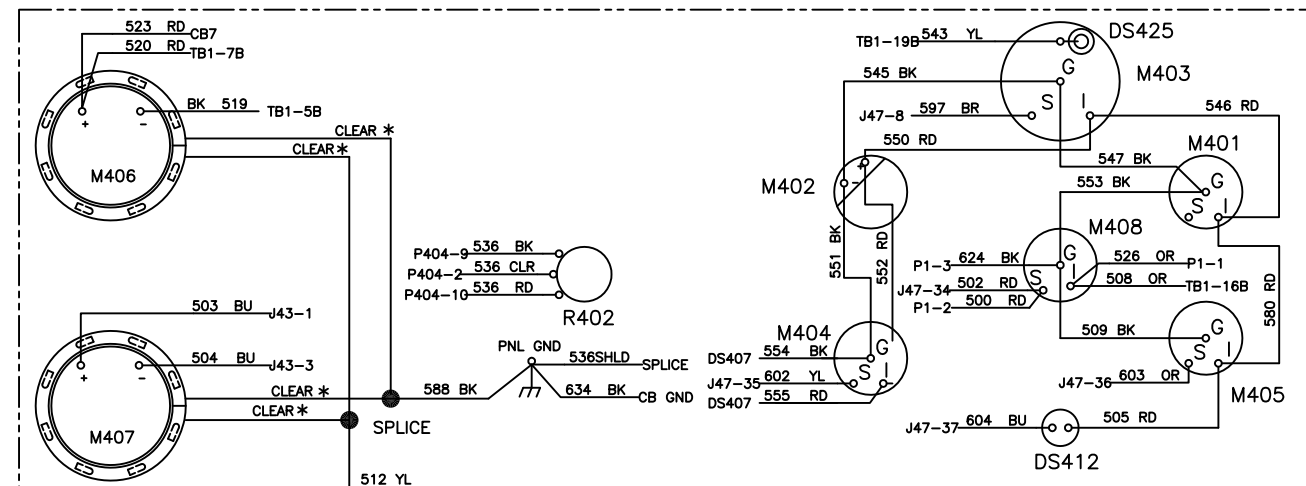 523 RD CB7
520 RD TB1-7B
BK 519 TB1-5B
+ -
M406
CLEAR *
CLEAR *
503 BU J43-1
504 BU J43-3
+ -
M407
CLEAR *
CLEAR *
588 BK
SPLICE
512 YL
P404-9 536 BK
P404-2 536 CLR
P404-10 536 RD
R402
PNL GND
536SHLD SPLICE
634 BK CB GND
TB1-19B 543 YL
DS425
M403
G
S I
545 BK
J47-8 597 BR
550 RD
546 RD
M402
+
-
551 BK
552 RD
547 BK
M401
G
S I
553 BK
M408
G
S I
P1-3 624 BK
J47-34 502 RD
P1-2 500 RD
526 OR P1-1
508 OR TB1-16B
580 RD
M404
G
S I
DS407 554 BK
J47-35 602 YL
DS407 555 RD
509 BK
G
S I
J47-36 603 OR
M405
J47-37 604 BU
505 RD
DS412